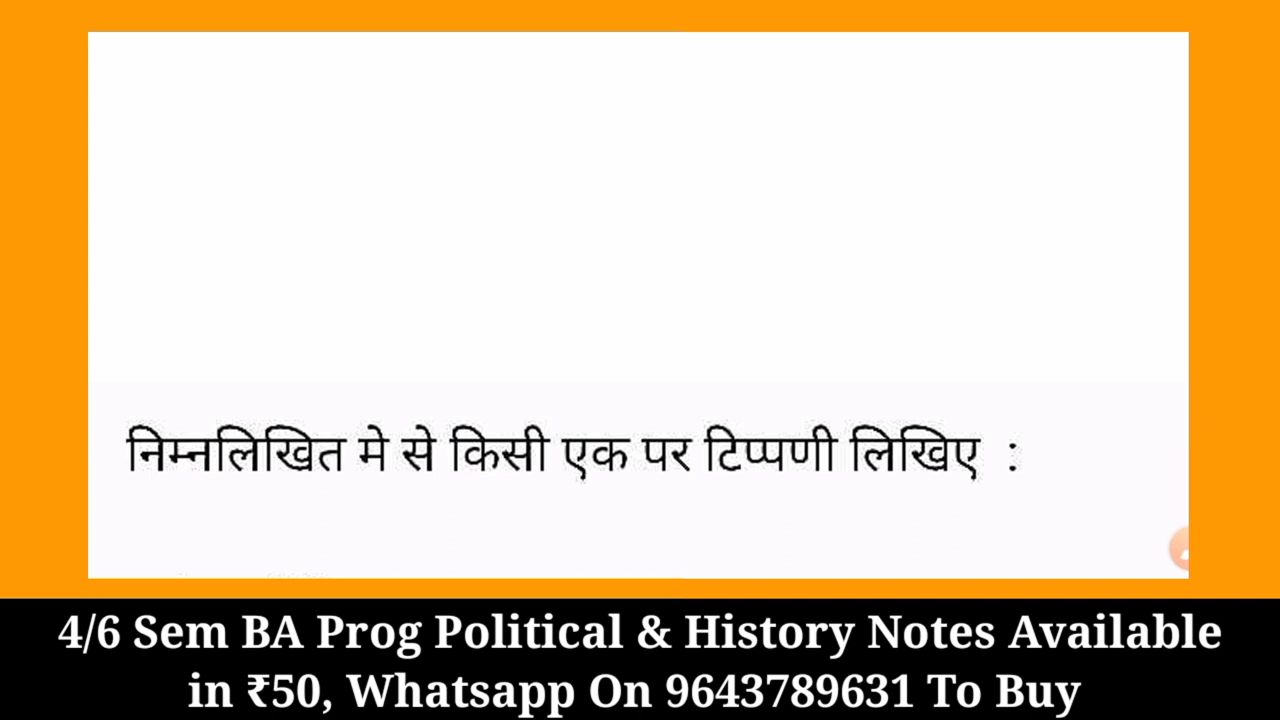 निम्नलिखित मे से किसी एक पर टिप्पणी लिखिए :
4/6 Sem BA Prog Political & History Notes Available
in ₹50, Whatsapp On 9643789631 To Buy